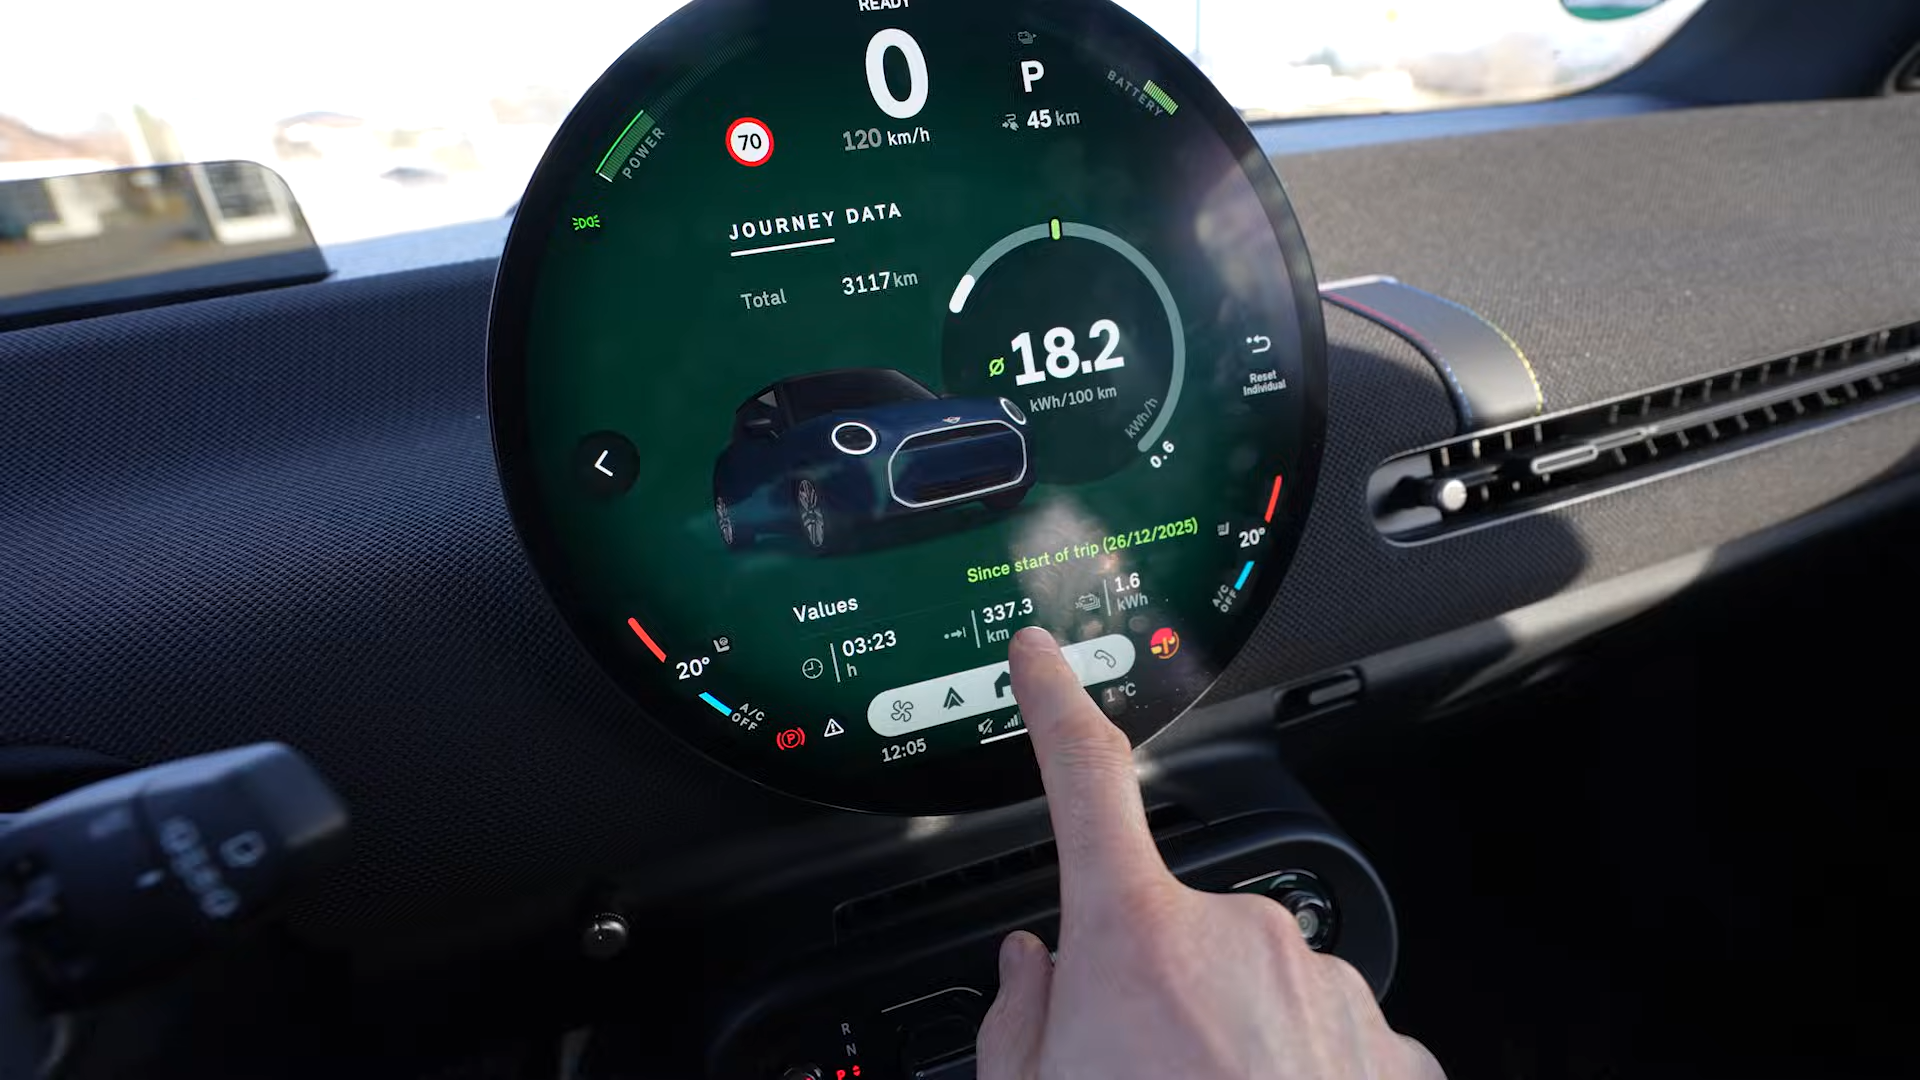 READY
0
P
BATTERY
45 km
120 km/h
70
POWER
JOURNEY DATA
Total 3117 km
Ø 18.2
kWh/100 km
kWh/h
0.6
Reset
Individual
Since start of trip (26/12/2025)
Values
03:23
h
337.3
km
1.6
kWh
20°
A/C
OFF
20°
A/C
OFF
1 °C
12:05
R
N
P